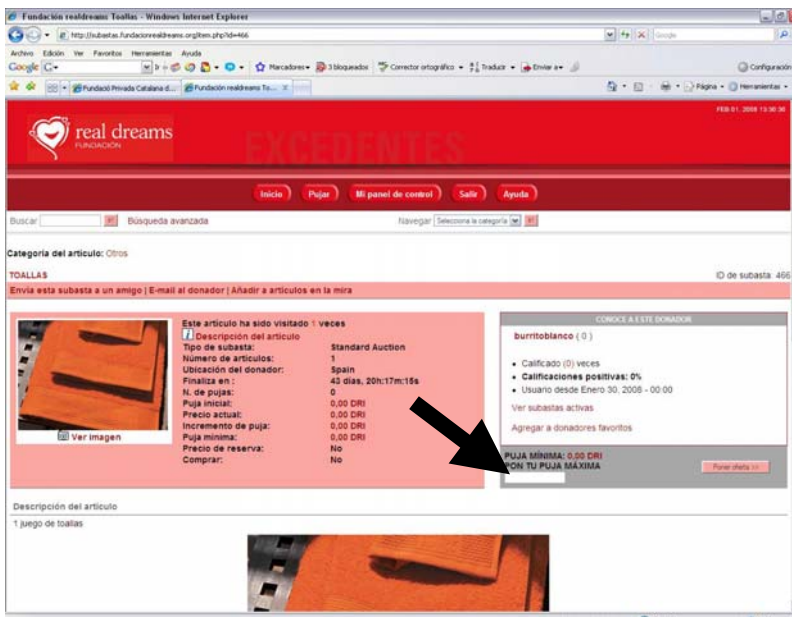 Fundación realdreams Toallas - Windows Internet Explorer
http://subastas.fundacionrealdreams.org/item.php?id=466
Google
Archivo Edición Ver Favoritos Herramientas Ayuda
Google G Ir Marcadores 3 bloqueados Corrector ortográfico Traducir Enviar a Configuración
Fundació Privada Catalana d... Fundación realdreams To... Página Herramientas
FEB 01, 2008 13:30:36
real dreams
FUNDACIÓN
EXCEDENTES
Inicio Pujar Mi panel de control Salir Ayuda
Buscar Búsqueda avanzada Navegar Selecciona la categoría
Categoría del artículo: Otros
TOALLAS ID de subasta: 466
Envía esta subasta a un amigo | E-mail al donador | Añadir a artículos en la mira
Este artículo ha sido visitado 1 veces
Descripción del artículo
Tipo de subasta: Standard Auction
Número de artículos: 1
Ubicación del donador: Spain
Finaliza en : 43 días, 20h:17m:15s
N. de pujas: 0
Puja inicial: 0,00 DRI
Precio actual: 0,00 DRI
Incremento de puja: 0,00 DRI
Puja mínima: 0,00 DRI
Precio de reserva: No
Comprar: No
Ver imagen
CONOCE A ESTE DONADOR
burritoblanco ( 0 )
Calificado (0) veces
Calificaciones positivas: 0%
Usuario desde Enero 30, 2008 - 00:00
Ver subastas activas
Agregar a donadores favoritos
PUJA MÍNIMA: 0,00 DRI
PON TU PUJA MÁXIMA
Poner oferta >>
Descripción del artículo
1 juego de toallas